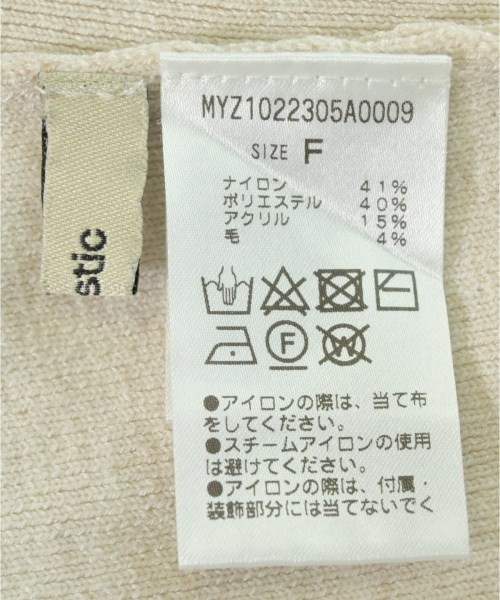 MYZ1022305A0009
SIZE F
ナイロン 41%
ポリエステル 40%
アクリル 15%
毛 4%
F W
●アイロンの際は、当て布
をしてください。
●スチームアイロンの使用
は避けてください。
●アイロンの際は、付属・
装飾部分には当てないでく
stic